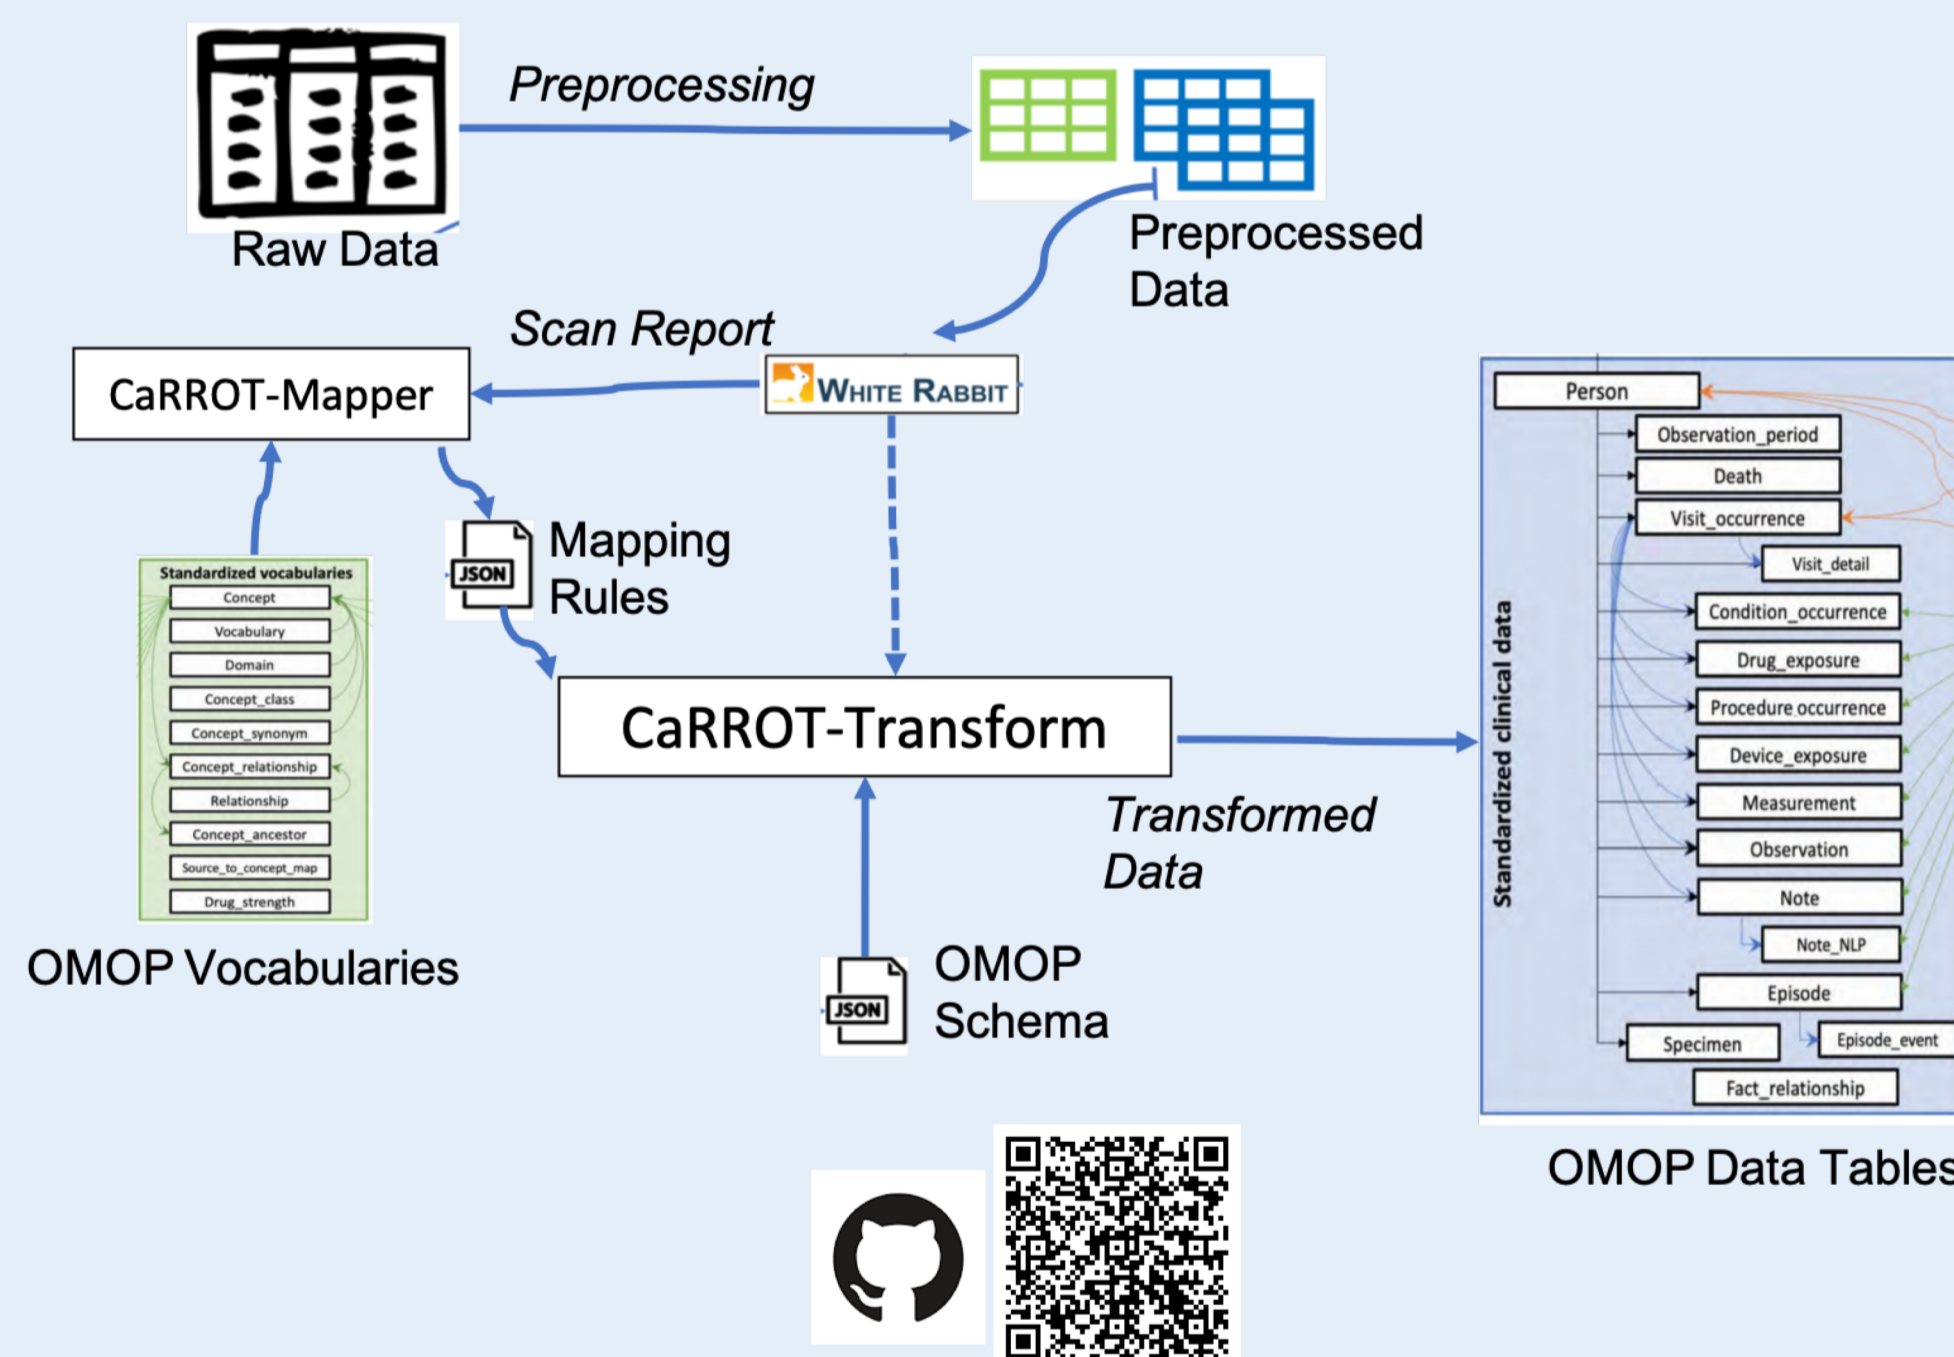 Preprocessing
Raw Data
Preprocessed
Data
Scan Report
CaRROT-Mapper
WHITE RABBIT
JSON
Mapping
Rules
Standardized vocabularies
Concept
Vocabulary
Domain
Concept_class
Concept_synonym
Concept_relationship
Relationship
Concept_ancestor
Source_to_concept_map
Drug_strength
OMOP Vocabularies
CaRROT-Transform
Transformed
Data
JSON
OMOP
Schema
Standardized clinical data
Person
Observation_period
Death
Visit_occurrence
Visit_detail
Condition_occurrence
Drug_exposure
Procedure_occurrence
Device_exposure
Measurement
Observation
Note
Note_NLP
Episode
Specimen
Episode_event
Fact_relationship
OMOP Data Tables